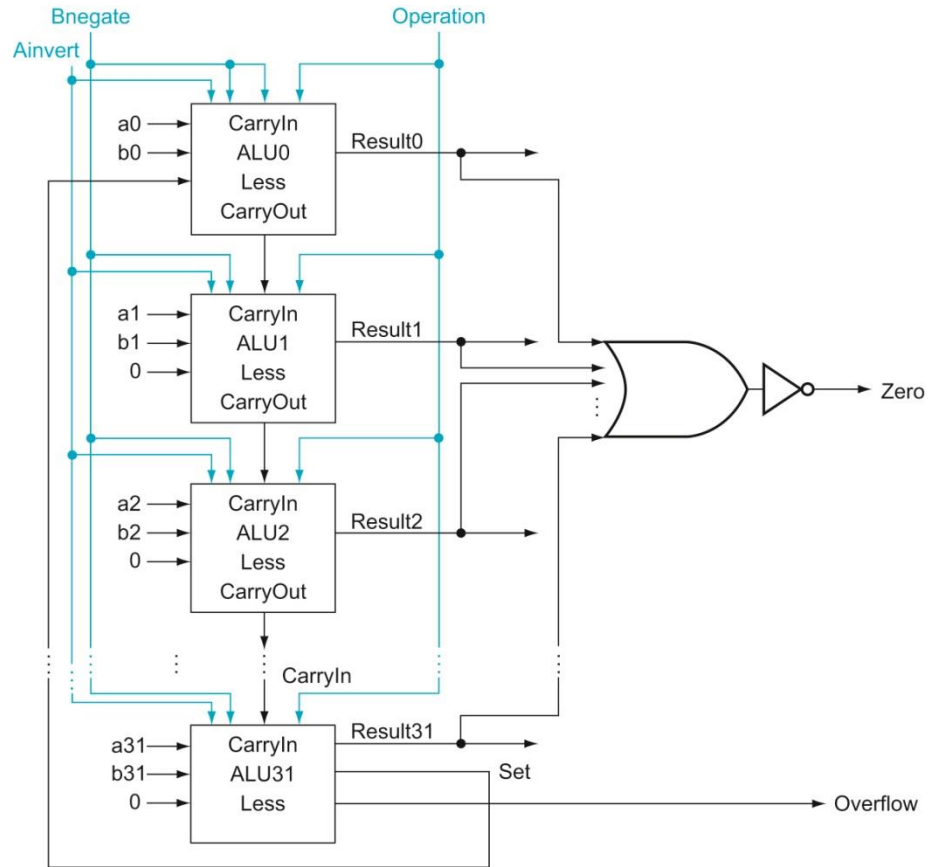 Bnegate
Operation
Ainvert
a0
b0
CarryIn
ALU0
Less
CarryOut
Result0
a1
b1
0
CarryIn
ALU1
Less
CarryOut
Result1
a2
b2
0
CarryIn
ALU2
Less
CarryOut
Result2
Zero
CarryIn
a31
b31
0
CarryIn
ALU31
Less
Result31
Set
Overflow